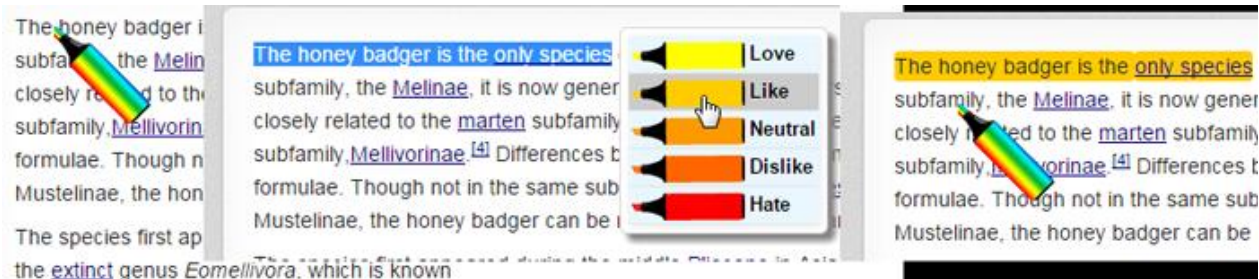 The honey badger i
subfa the Melin
closely re d to the
subfamily,Mellivorin
formulae. Though n
Mustelinae, the hon
The species first ap
the extinct genus Eomellivora, which is known
The honey badger is the only species
subfamily, the Melinae, it is now gener
closely related to the marten subfamily
subfamily,Mellivorinae.[4] Differences b
formulae. Though not in the same sub
Mustelinae, the honey badger can be
Love
Like
Neutral
Dislike
Hate
The honey badger is the only species
subfamily, the Melinae, it is now gener
closely ted to the marten subfamily
subfamily, orinae.[4] Differences b
formulae. Though not in the same sub
Mustelinae, the honey badger can be